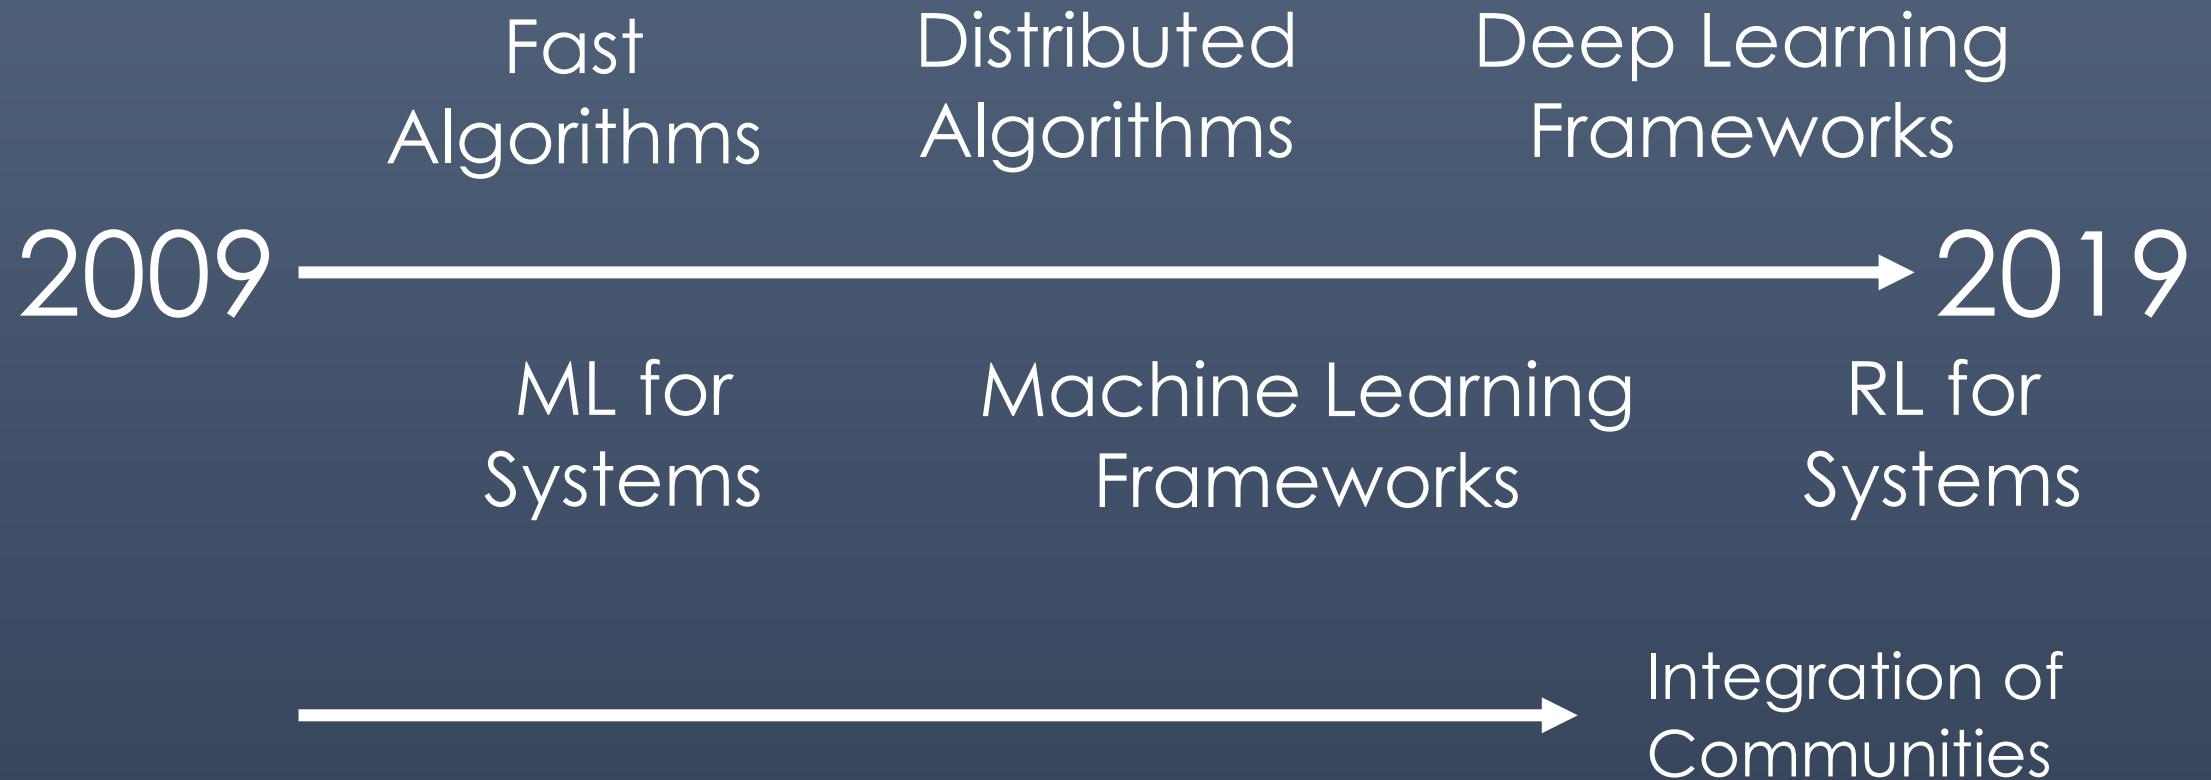 Fast
Algorithms
Distributed
Algorithms
Deep Learning
Frameworks
2009
2019
ML for
Systems
Machine Learning
Frameworks
RL for
Systems
Integration of
Communities